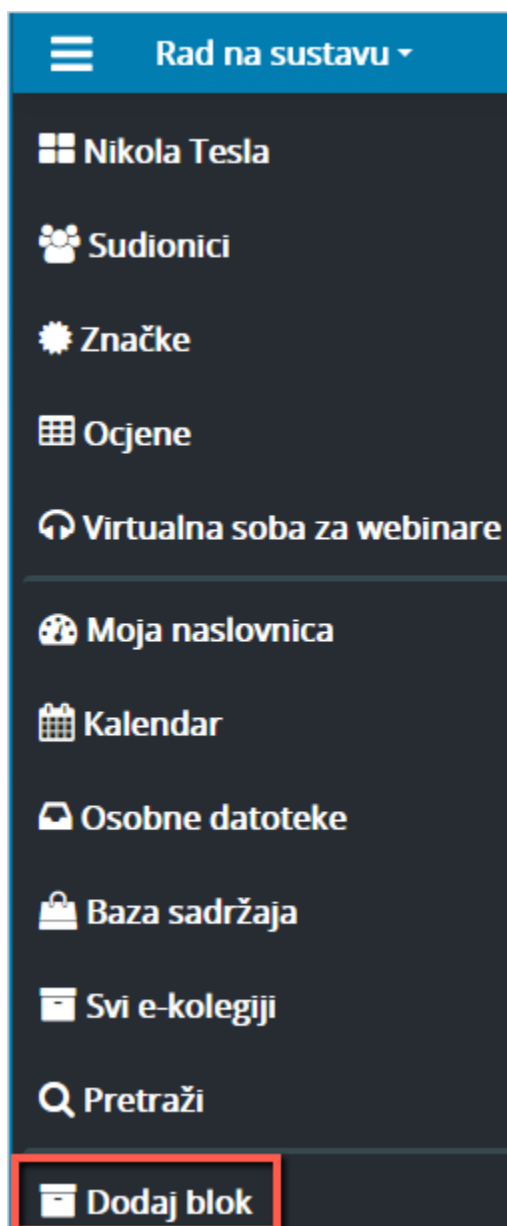 Rad na sustavu
Nikola Tesla
Sudionici
Značke
Ocjene
Virtualna soba za webinare
Moja naslovnica
Kalendar
Osobne datoteke
Baza sadržaja
Svi e-kolegiji
Pretraži
Dodaj blok